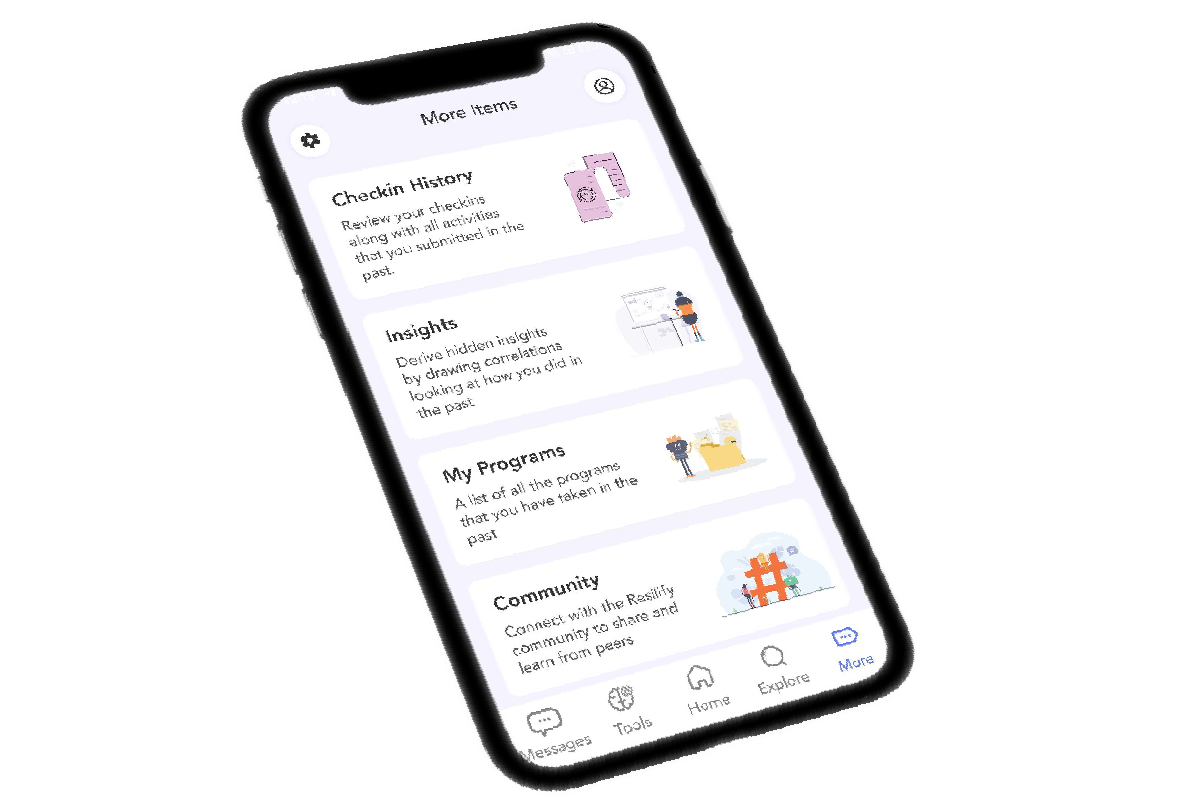 More Items
Checkin History
Review your checkins
along with all activities
that you submitted in the
past.
Insights
Derive hidden insights
by drawing correlations
looking at how you did in
the past
My Programs
A list of all the programs
that you have taken in the
past
Community
Connect with the Resilify
community to share and
learn from peers
Messages
Tools
Home
Explore
More